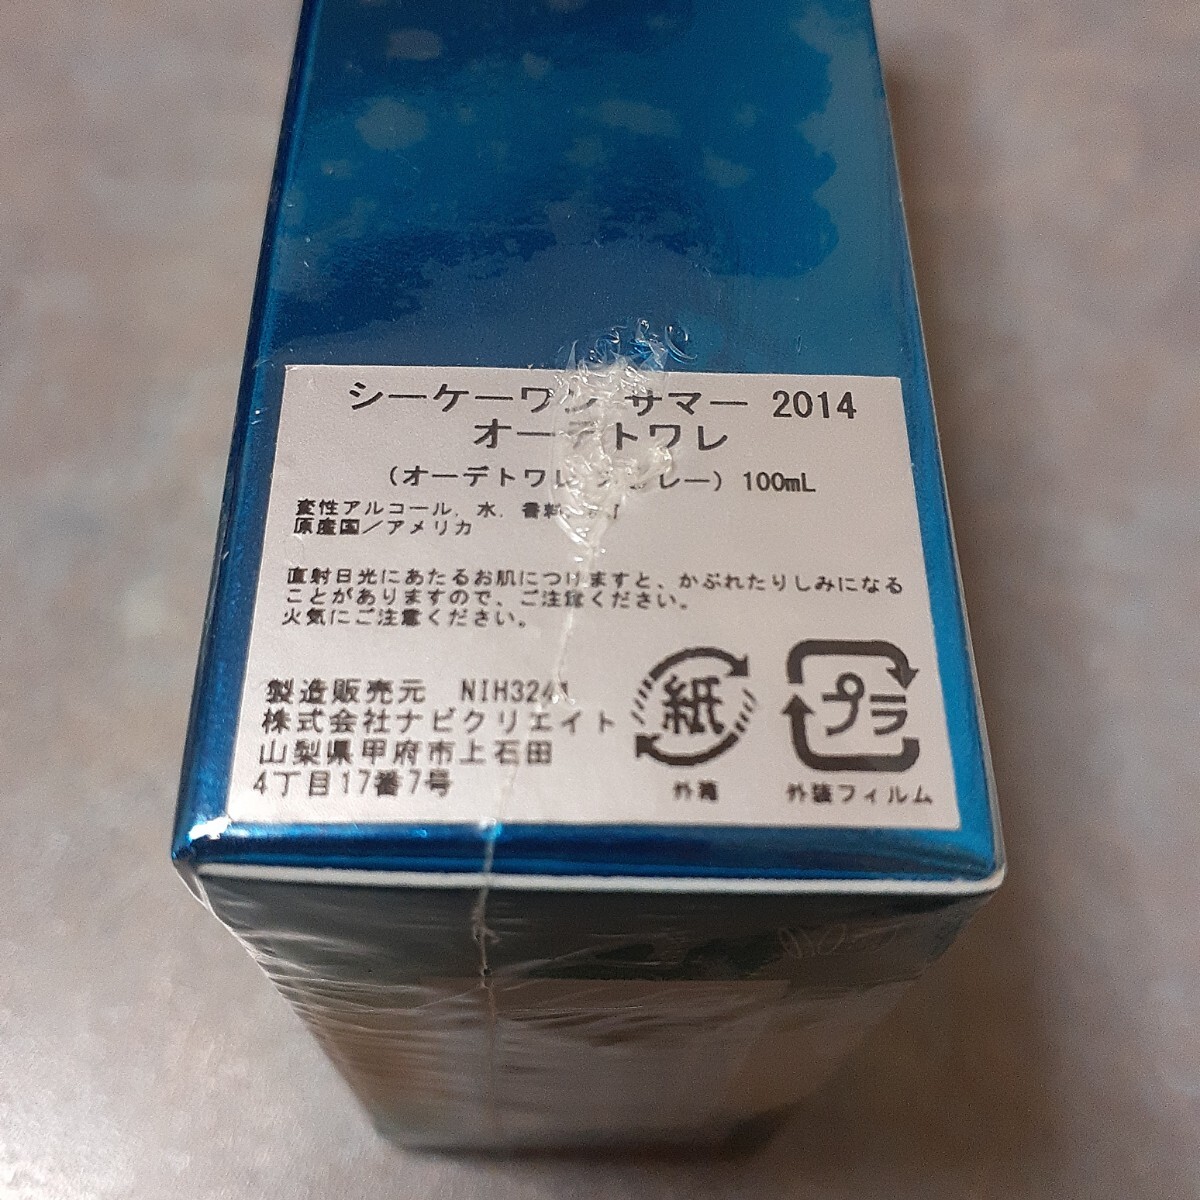 シーケーワン サマー 2014
オーデトワレ
(オーデトワレ スプレー) 100mL
変性アルコール, 水, 香料,
原産国／アメリカ
直射日光にあたるお肌につけますと、かぶれたりしみになる
ことがありますので、ご注意ください。
火気にご注意ください。
製造販売元 NIH3241
株式会社ナビクリエイト
山梨県甲府市上石田
4丁目17番7号
紙
外箱
プラ
外装フィルム